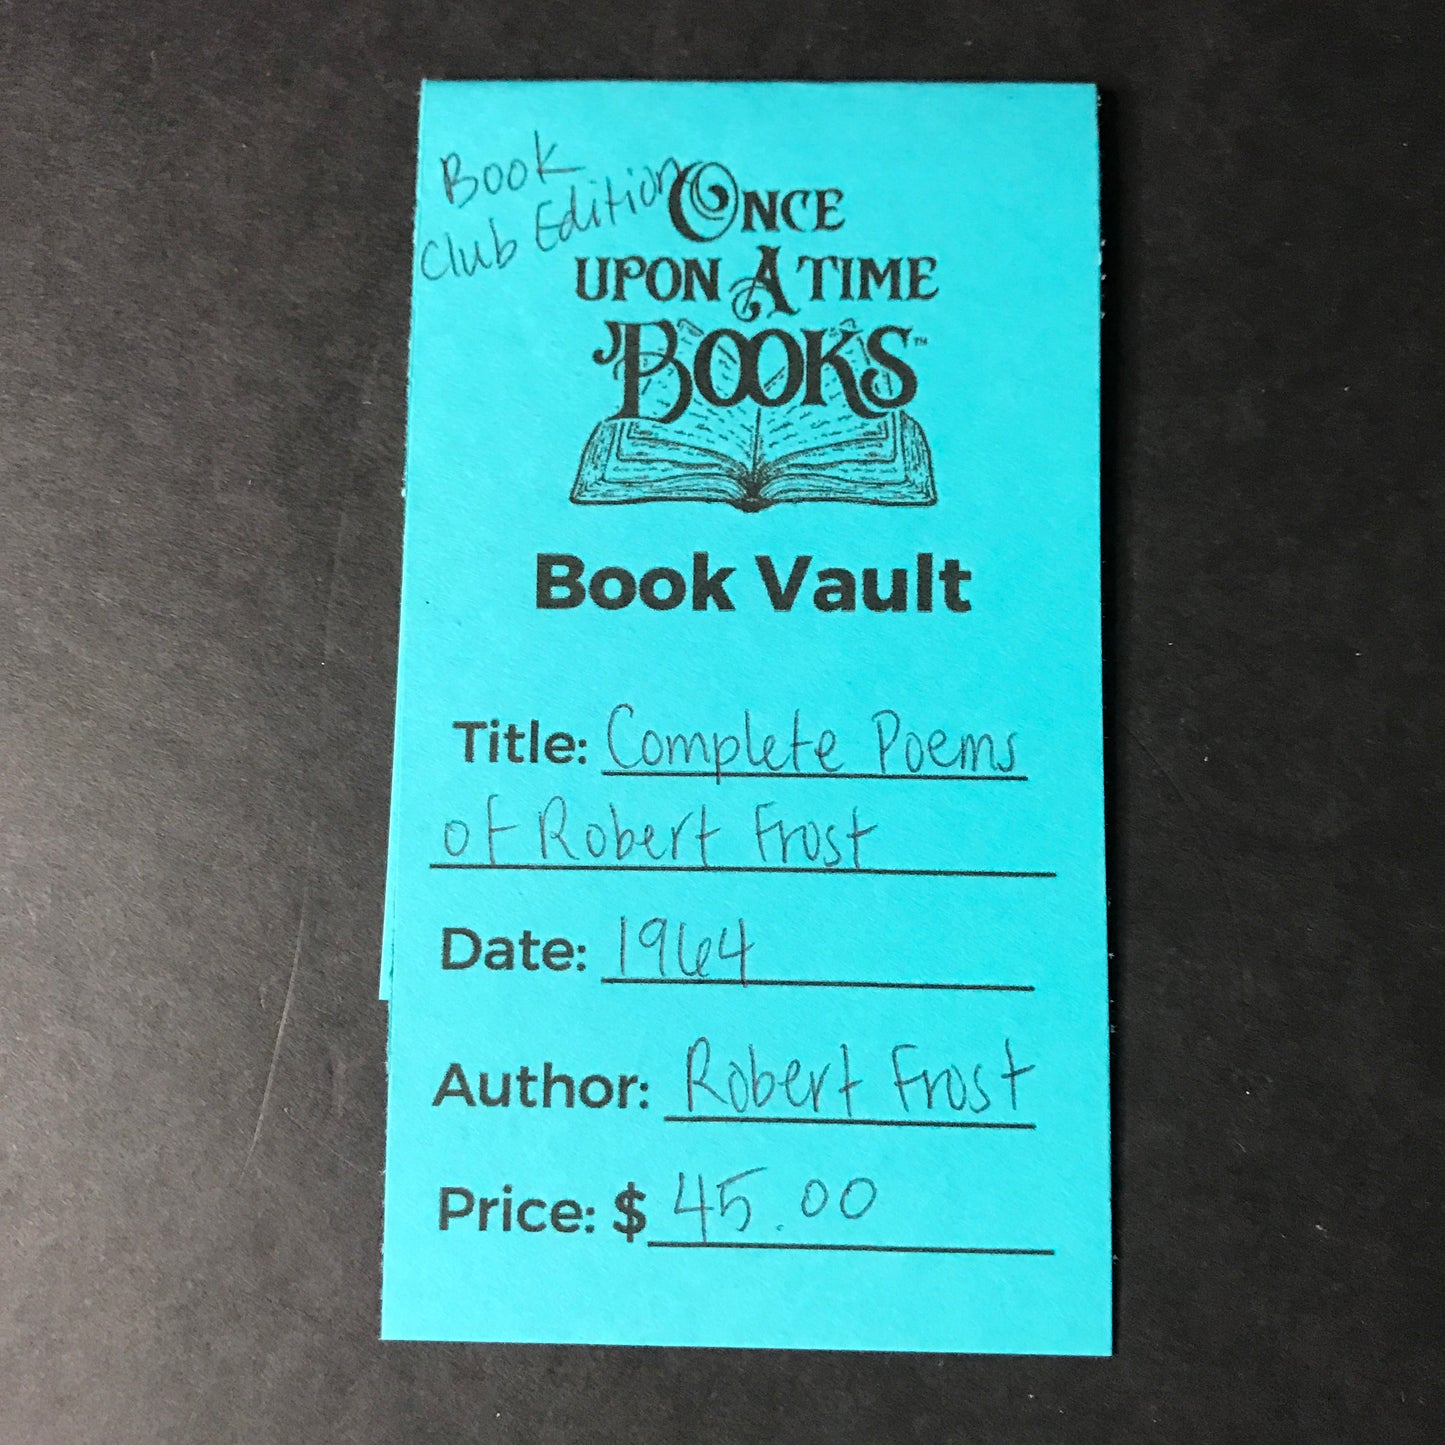 Book
Club Edition
ONCE
UPON A TIME
BOOKS™
Book Vault
Title: Complete Poems
of Robert Frost
Date: 1964
Author: Robert Frost
Price: $ 45.00